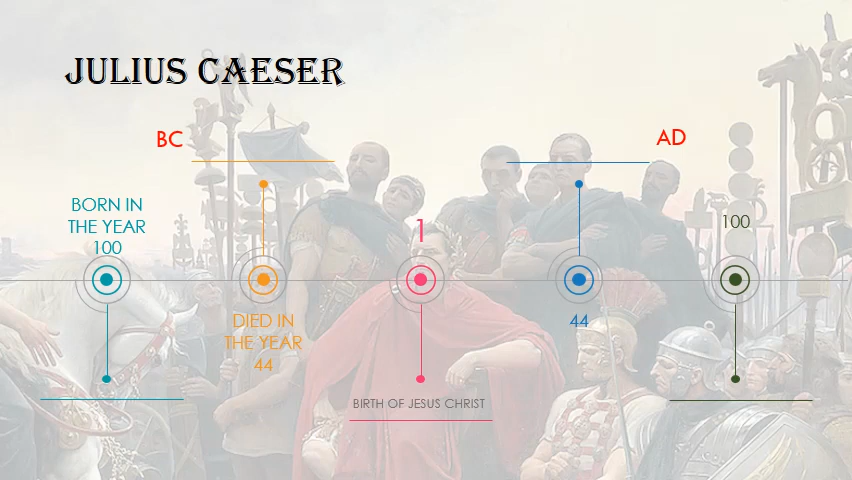 JULIUS CAESER
BC
AD
BORN IN
THE YEAR
100
DIED IN
THE YEAR
44
1
BIRTH OF JESUS CHRIST
44
100